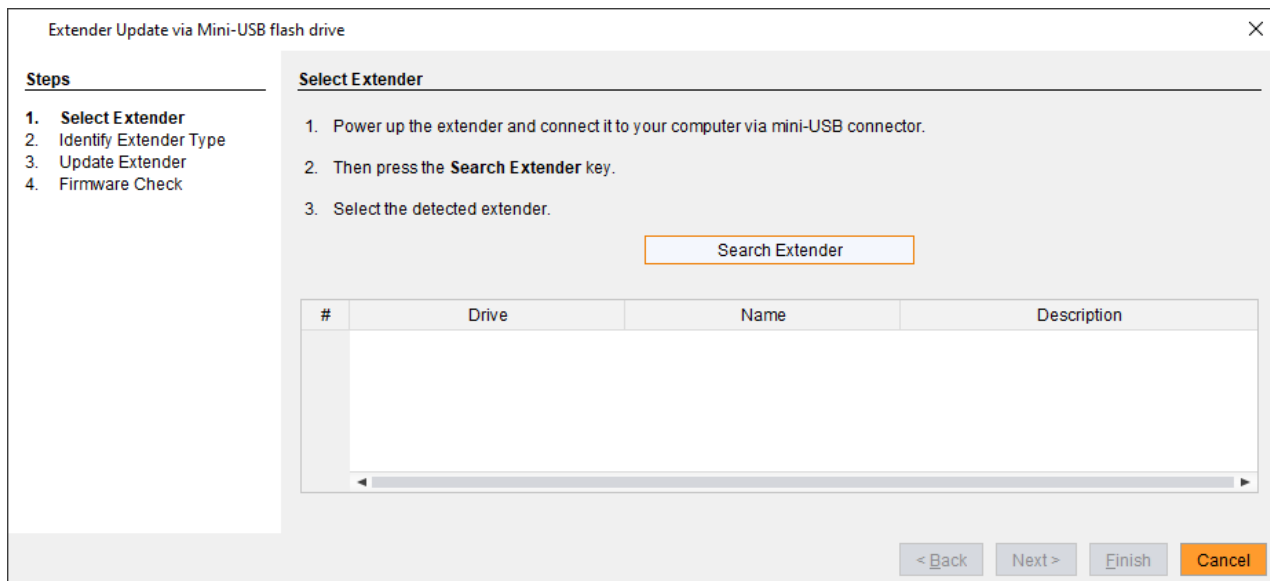 Extender Update via Mini-USB flash drive
Steps
1. Select Extender
2. Identify Extender Type
3. Update Extender
4. Firmware Check
Select Extender
1. Power up the extender and connect it to your computer via mini-USB connector.
2. Then press the Search Extender key.
3. Select the detected extender.
Search Extender
# Drive Name Description
< Back Next > Finish Cancel